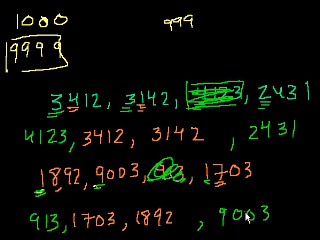 1000 999
9999
3412, 3142, 2431
4123, 3412, 3142, 2431
1892, 9003, 1703
913, 1703, 1892, 9003